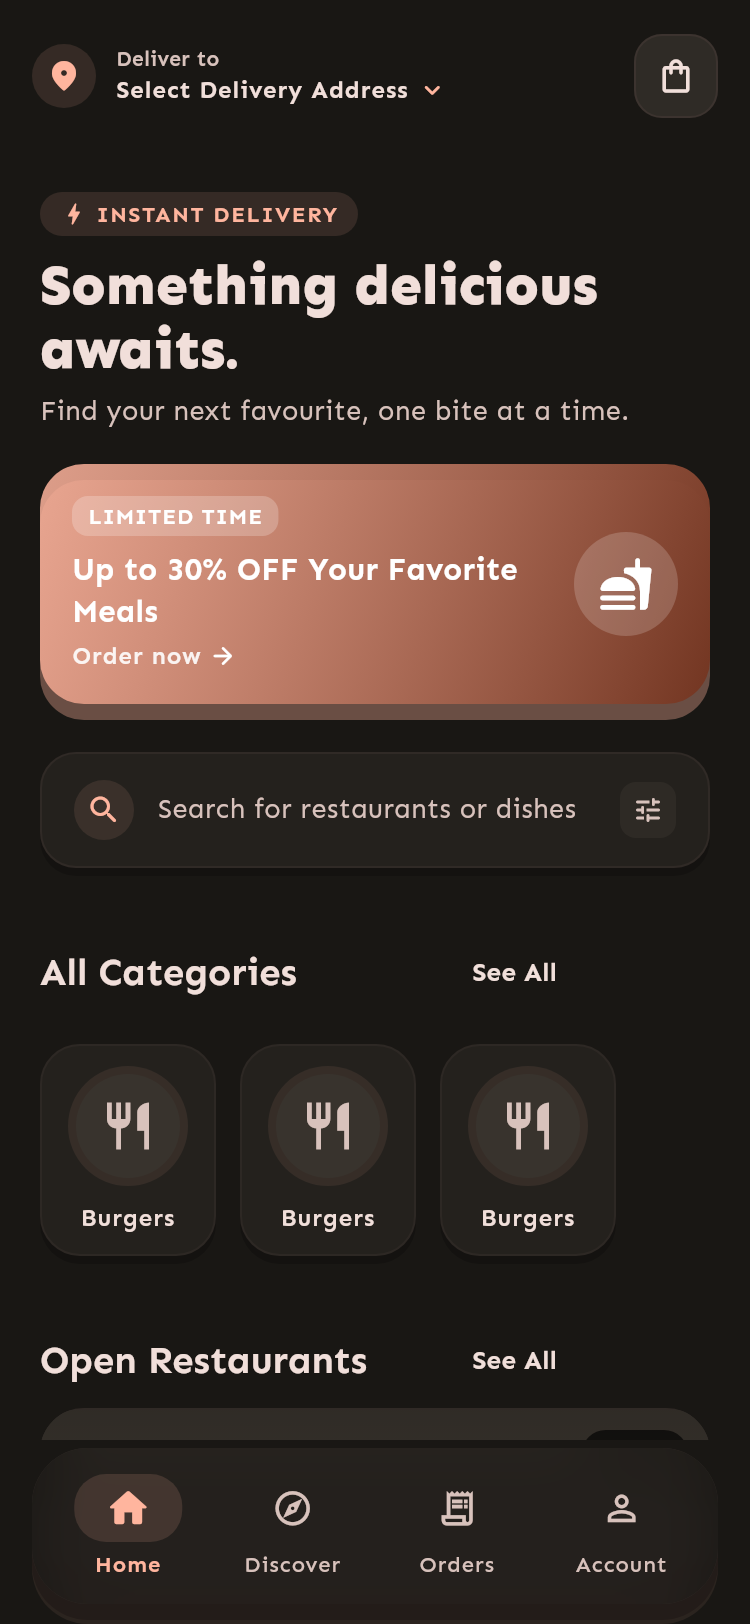 Deliver to
Select Delivery Address
INSTANT DELIVERY
Something delicious
awaits.
Find your next favourite, one bite at a time.
LIMITED TIME
Up to 30% OFF Your Favorite
Meals
Order now →
Search for restaurants or dishes
All Categories See All
Burgers Burgers Burgers
Open Restaurants See All
Home Discover Orders Account